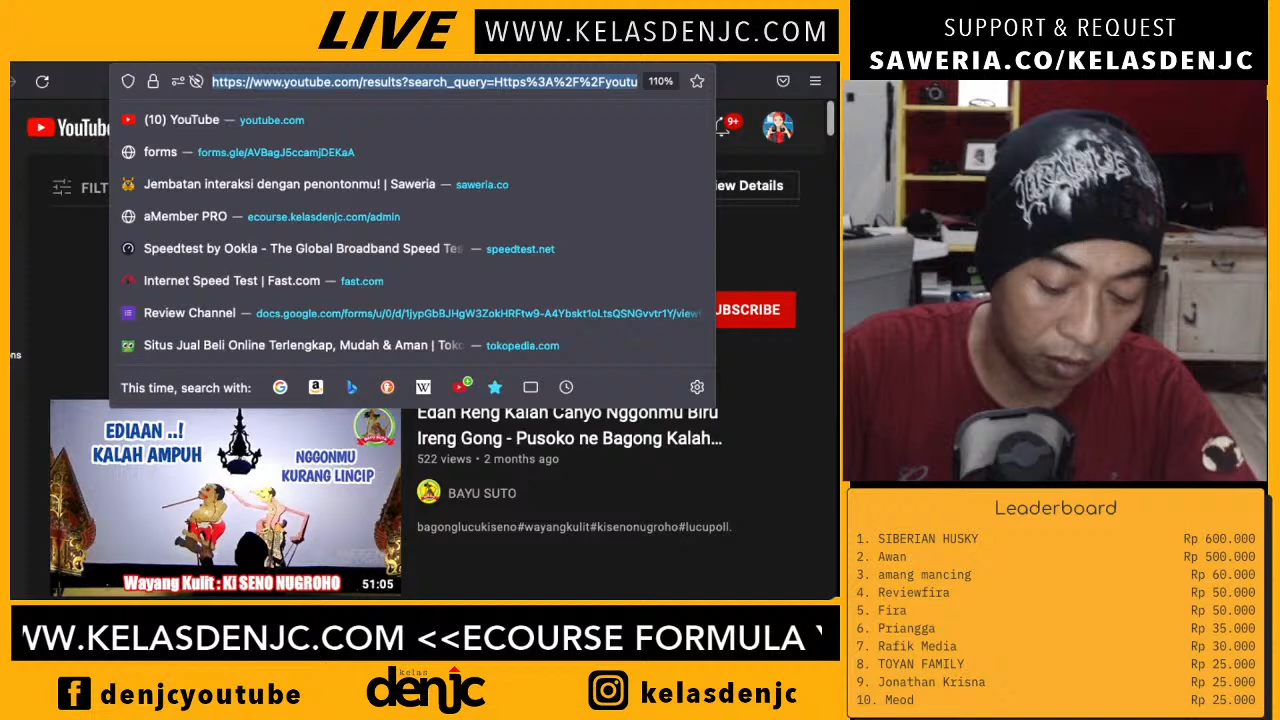 LIVE
WWW.KELASDENJC.COM
SUPPORT & REQUEST
SAWERIA.CO/KELASDENJC
https://www.youtube.com/results?search_query=Https%3A%2F%2Fyoutu
110%
YouTube
(10) YouTube — youtube.com
9+
forms — forms.gle/AVBagJ5ccamjDEKaA
FILT
Jembatan interaksi dengan penontonmu! | Saweria — saweria.co
iew Details
aMember PRO — ecourse.kelasdenjc.com/admin
Speedtest by Ookla - The Global Broadband Speed Tes — speedtest.net
Internet Speed Test | Fast.com — fast.com
Review Channel — docs.google.com/forms/u/0/d/1jypGbBJHgW3ZokHRFtw9-A4Ybskt1oLtsQSNGvvtr1Y/view
UBSCRIBE
Situs Jual Beli Online Terlengkap, Mudah & Aman | Toko — tokopedia.com
ons
This time, search with:
W
Edan Reng Kalah Canyo Nggonmu Biru
Ireng Gong - Pusoko ne Bagong Kalah...
522 views • 2 months ago
BAYU SUTO
bagonglucukiseno#wayangkulit#kisenonugroho#lucupoll.
EDIAAN ..!
KALAH AMPUH
NGGONMU
KURANG LINCIP
BAYU SUTO
Wayang Kulit : KI SENO NUGROHO
51:05
Leaderboard
1. SIBERIAN HUSKY Rp 600.000
2. Awan Rp 500.000
3. amang mancing Rp 60.000
4. Reviewfira Rp 50.000
5. Fira Rp 50.000
6. Priangga Rp 35.000
7. Rafik Media Rp 30.000
8. TOYAN FAMILY Rp 25.000
9. Jonathan Krisna Rp 25.000
10. Meod Rp 25.000
WW.KELASDENJC.COM <<ECOURSE FORMULA Y
denjcyoutube
kelas
denjc
kelasdenjc